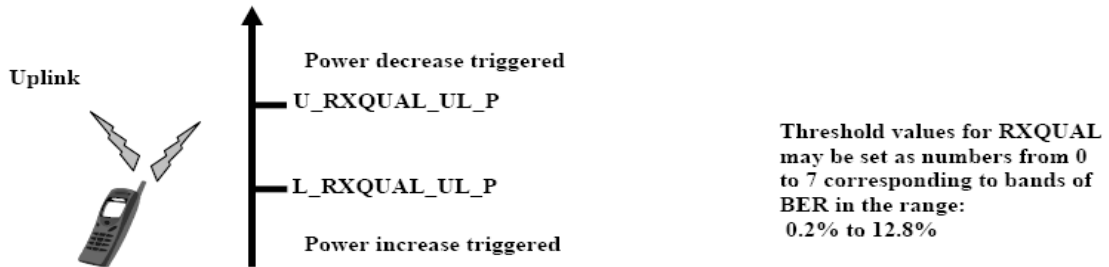 Uplink
Power decrease triggered
U_RXQUAL_UL_P
L_RXQUAL_UL_P
Power increase triggered
Threshold values for RXQUAL
may be set as numbers from 0
to 7 corresponding to bands of
BER in the range:
0.2% to 12.8%